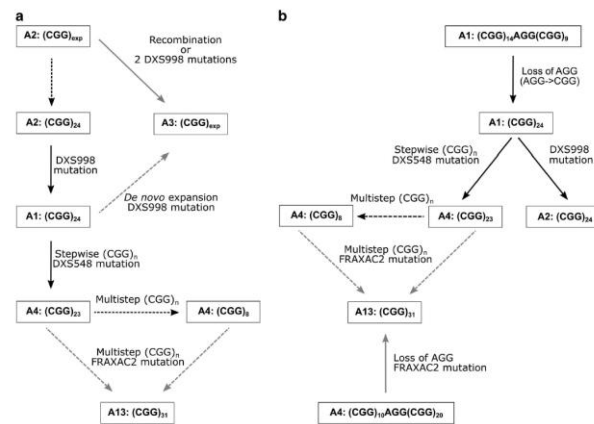 a
A2: (CGG)exp
Recombination
or
2 DXS998 mutations
A2: (CGG)24
A3: (CGG)exp
DXS998
mutation
De novo expansion
DXS998 mutation
A1: (CGG)24
Stepwise (CGG)n
DXS548 mutation
A4: (CGG)23
Multistep (CGG)n
A4: (CGG)8
Multistep (CGG)n
FRAXAC2 mutation
A13: (CGG)31
b
A1: (CGG)14AGG(CGG)9
Loss of AGG
(AGG->CGG)
A1: (CGG)24
Stepwise (CGG)n
DXS548 mutation
DXS998
mutation
A4: (CGG)8
Multistep (CGG)n
A4: (CGG)23
A2: (CGG)24
Multistep (CGG)n
FRAXAC2 mutation
A13: (CGG)31
Loss of AGG
FRAXAC2 mutation
A4: (CGG)10AGG(CGG)20